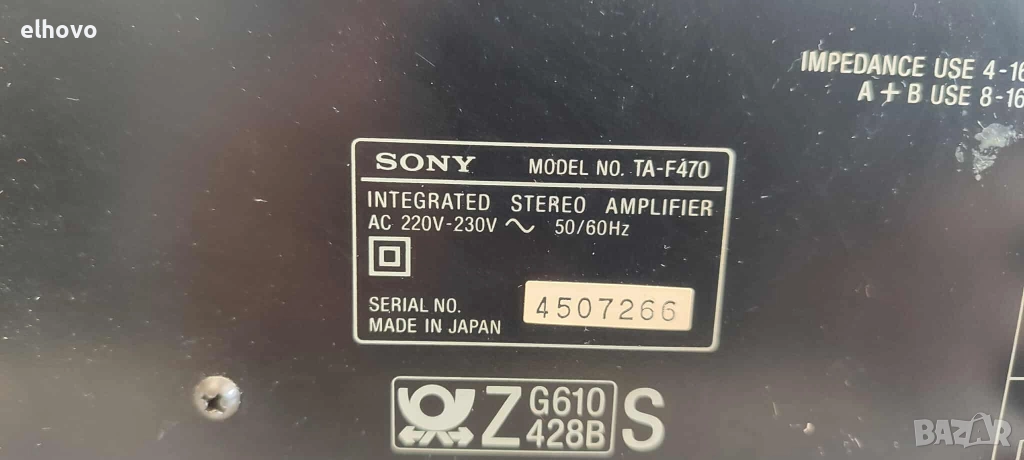 elhovo
IMPEDANCE USE 4-16
A + B USE 8-16
SONY MODEL NO. TA-F470
INTEGRATED STEREO AMPLIFIER
AC 220V-230V ~ 50/60Hz
SERIAL NO. 4507266
MADE IN JAPAN
Z G610 S
428B
BAZAR